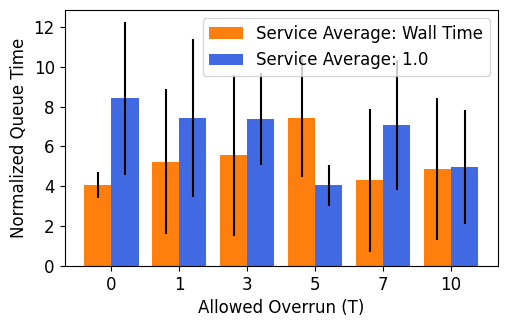 Service Average: Wall Time
Service Average: 1.0
Normalized Queue Time
12
10
8
6
4
2
0
0 1 3 5 7 10
Allowed Overrun (T)